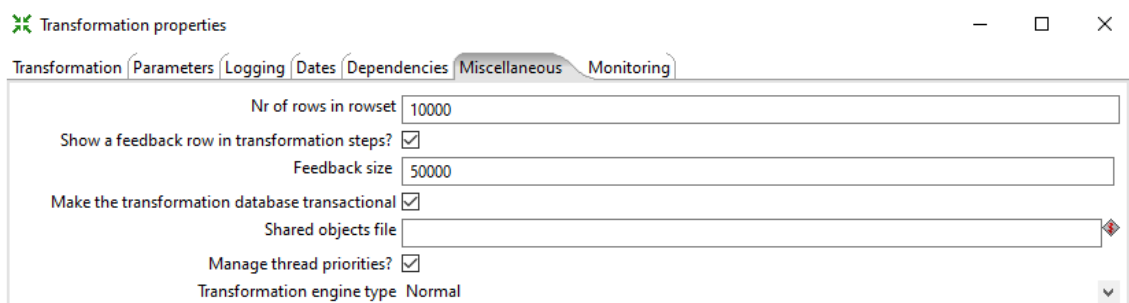 Transformation properties
Transformation Parameters Logging Dates Dependencies Miscellaneous Monitoring
Nr of rows in rowset 10000
Show a feedback row in transformation steps?
Feedback size 50000
Make the transformation database transactional
Shared objects file
Manage thread priorities?
Transformation engine type Normal